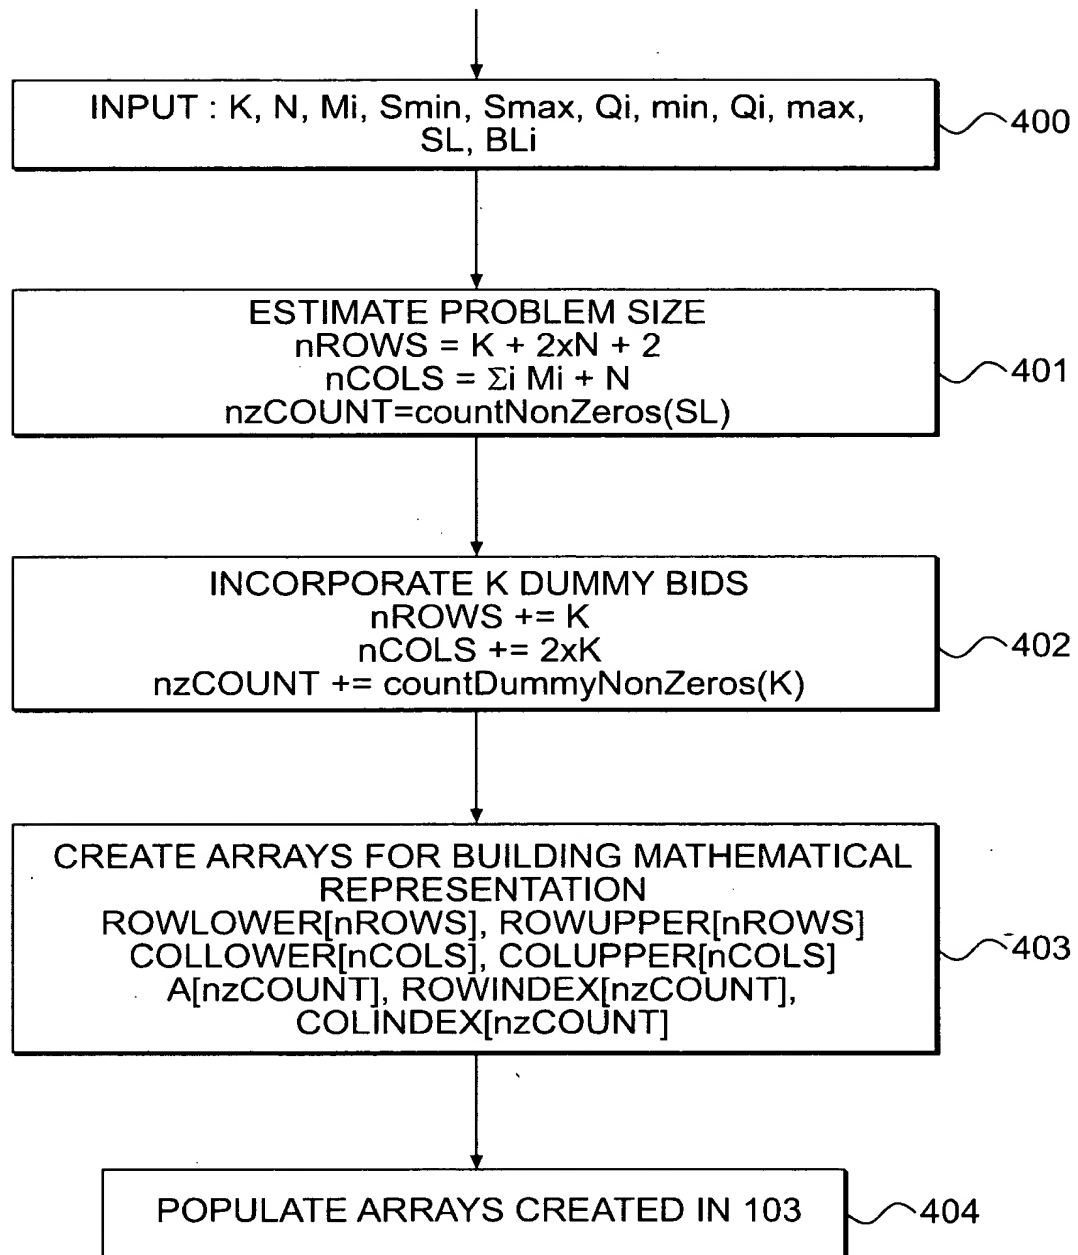 INPUT : K, N, Mi, Smin, Smax, Qi, min, Qi, max,
SL, BLi
400
ESTIMATE PROBLEM SIZE
nROWS = K + 2xN + 2
nCOLS = Σi Mi + N
nzCOUNT=countNonZeros(SL)
401
INCORPORATE K DUMMY BIDS
nROWS += K
nCOLS += 2xK
nzCOUNT += countDummyNonZeros(K)
402
CREATE ARRAYS FOR BUILDING MATHEMATICAL
REPRESENTATION
ROWLOWER[nROWS], ROWUPPER[nROWS]
COLLOWER[nCOLS], COLUPPER[nCOLS]
A[nzCOUNT], ROWINDEX[nzCOUNT],
COLINDEX[nzCOUNT]
403
POPULATE ARRAYS CREATED IN 103
404